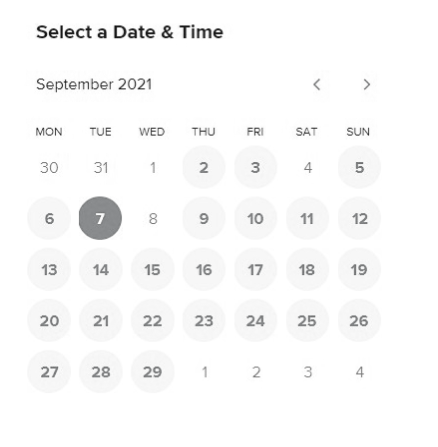 Select a Date & Time
September 2021
MON TUE WED THU FRI SAT SUN
30 31 1 2 3 4 5
6 7 8 9 10 11 12
13 14 15 16 17 18 19
20 21 22 23 24 25 26
27 28 29 1 2 3 4